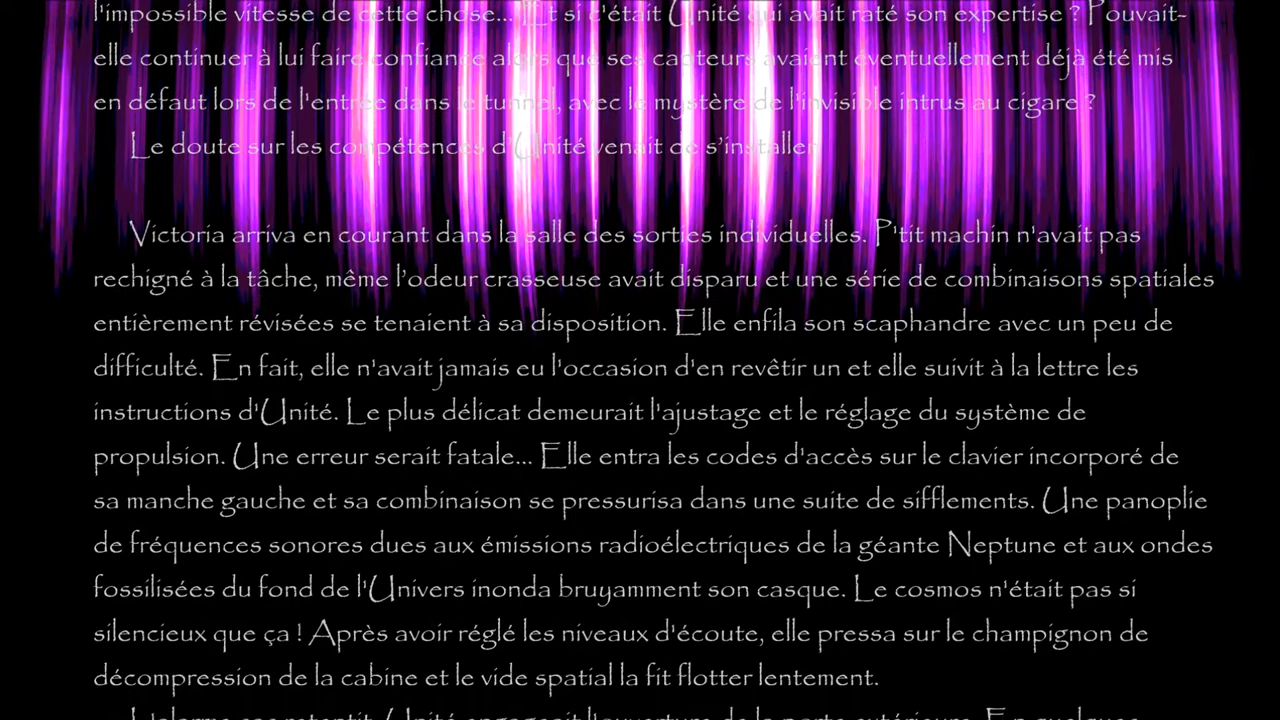 l'impossible vitesse de cette chose... Et si c'était Unité qui avait raté son expertise ? Pouvait-
elle continuer à lui faire confiance alors que ses capteurs avaient éventuellement déjà été mis
en défaut lors de l'entrée dans le tunnel, avec le mystère de l'invisible intrus au cigare ?
Le doute sur les compétences d'Unité venait de s’installer
Victoria arriva en courant dans la salle des sorties individuelles. P'tit machin n'avait pas
rechigné à la tâche, même l’odeur crasseuse avait disparu et une série de combinaisons spatiales
entièrement révisées se tenaient à sa disposition. Elle enfila son scaphandre avec un peu de
difficulté. En fait, elle n'avait jamais eu l'occasion d'en revêtir un et elle suivit à la lettre les
instructions d'Unité. Le plus délicat demeurait l'ajustage et le réglage du système de
propulsion. Une erreur serait fatale... Elle entra les codes d'accès sur le clavier incorporé de
sa manche gauche et sa combinaison se pressurisa dans une suite de sifflements. Une panoplie
de fréquences sonores dues aux émissions radioélectriques de la géante Neptune et aux ondes
fossilisées du fond de l'Univers inonda bruyamment son casque. Le cosmos n'était pas si
silencieux que ça ! Après avoir réglé les niveaux d'écoute, elle pressa sur le champignon de
décompression de la cabine et le vide spatial la fit flotter lentement.